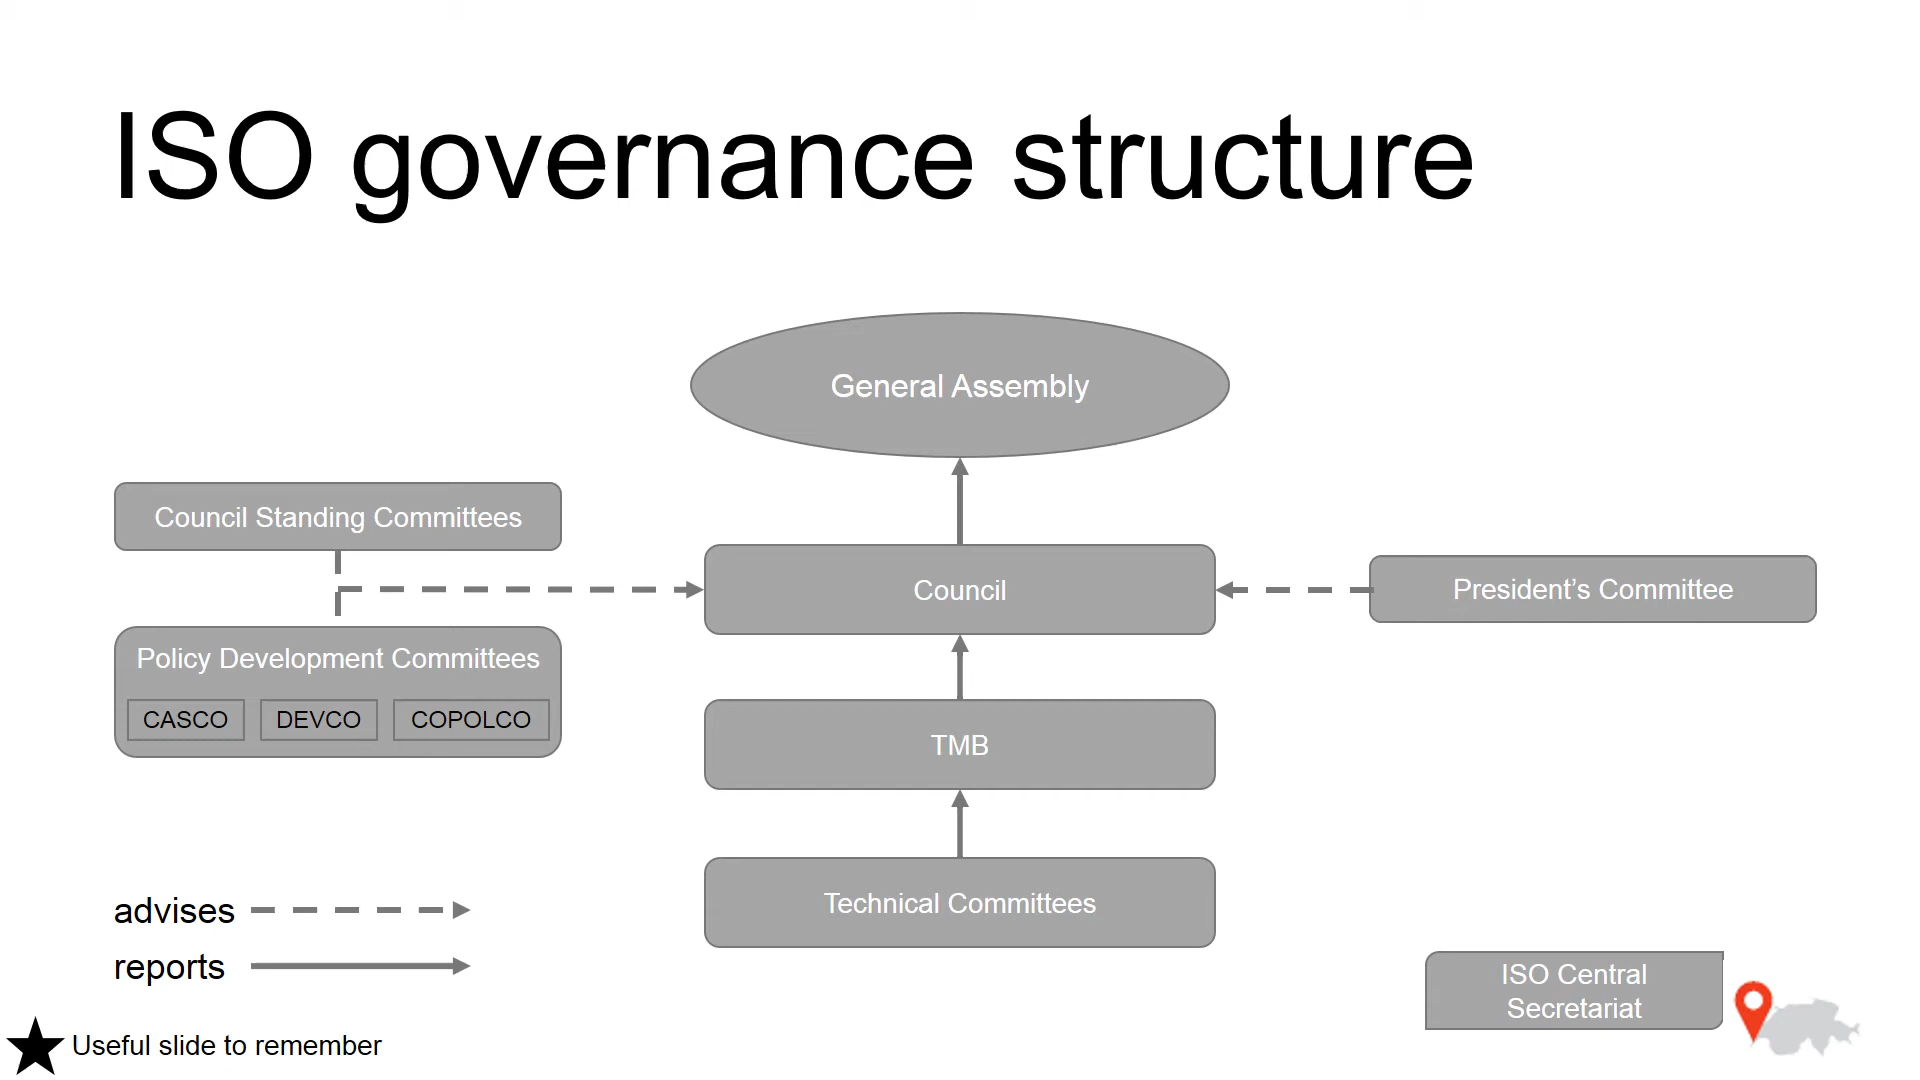 ISO governance structure
General Assembly
Council Standing Committees
Council
President’s Committee
Policy Development Committees
CASCO
DEVCO
COPOLCO
TMB
Technical Committees
advises
reports
ISO Central
Secretariat
Useful slide to remember